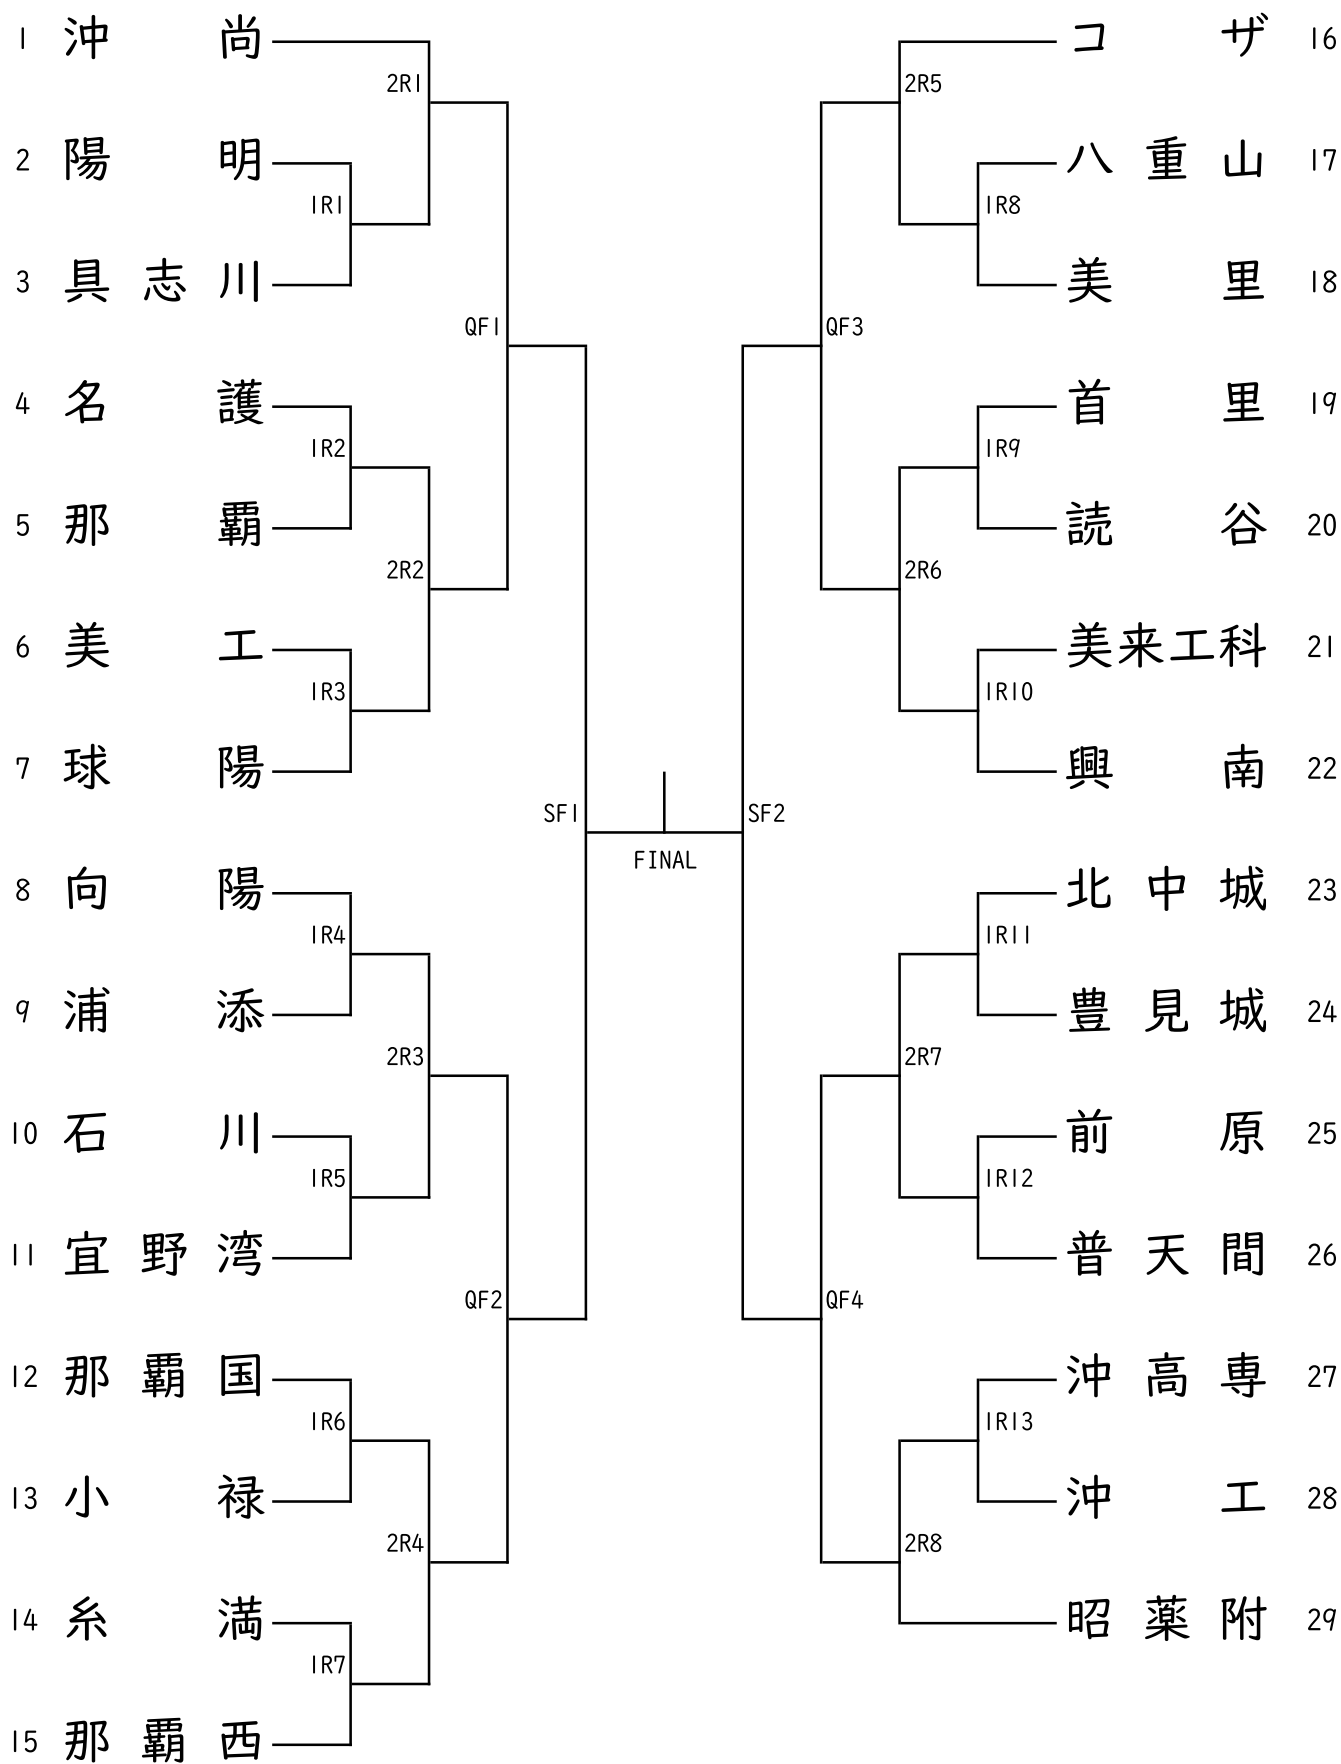 1 沖尚
2R1
2 陽明
1R1
3 具志川
QF1
4 名護
1R2
5 那覇
2R2
6 美工
1R3
7 球陽
SF1
8 向陽
1R4
9 浦添
2R3
10 石川
1R5
11 宜野湾
QF2
12 那覇国
1R6
13 小禄
2R4
14 糸満
1R7
15 那覇西
FINAL
コザ 16
2R5
八重山 17
1R8
美里 18
QF3
首里 19
1R9
読谷 20
2R6
美来工科 21
1R10
興南 22
SF2
北中城 23
1R11
豊見城 24
2R7
前原 25
1R12
普天間 26
QF4
沖高専 27
1R13
沖工 28
2R8
昭薬附 29